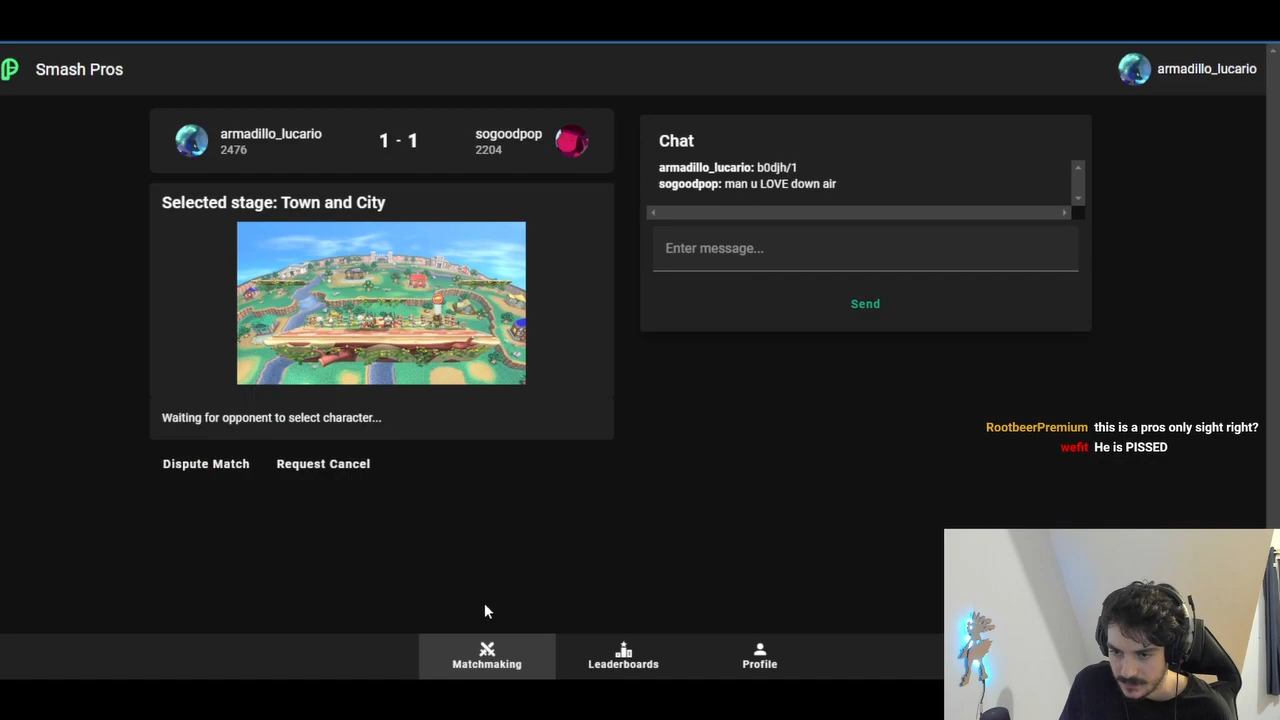 Smash Pros
armadillo_lucario
armadillo_lucario
2476
1 - 1
sogoodpop
2204
Selected stage: Town and City
Waiting for opponent to select character...
Dispute Match
Request Cancel
Chat
armadillo_lucario: b0djh/1
sogoodpop: man u LOVE down air
Enter message...
Send
RootbeerPremium this is a pros only sight right?
wefit He is PISSED
Matchmaking
Leaderboards
Profile